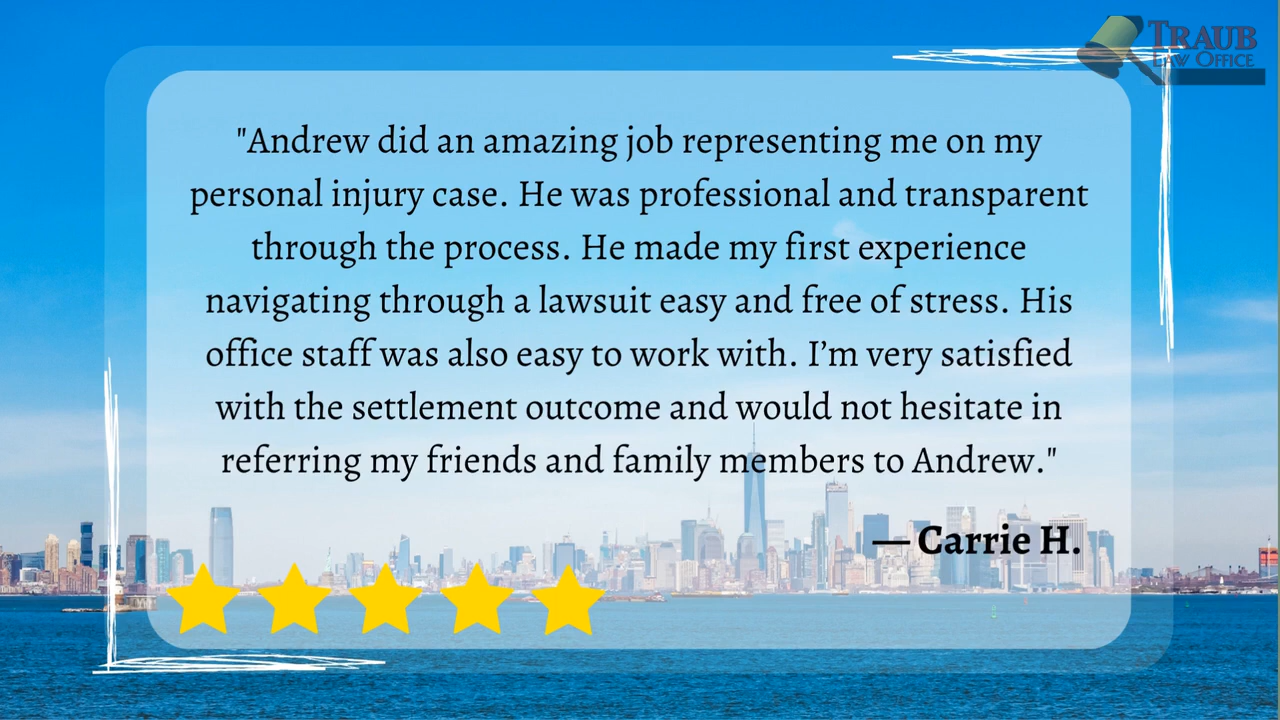 TRAUB
LAW OFFICE
"Andrew did an amazing job representing me on my
personal injury case. He was professional and transparent
through the process. He made my first experience
navigating through a lawsuit easy and free of stress. His
office staff was also easy to work with. I’m very satisfied
with the settlement outcome and would not hesitate in
referring my friends and family members to Andrew."
— Carrie H.